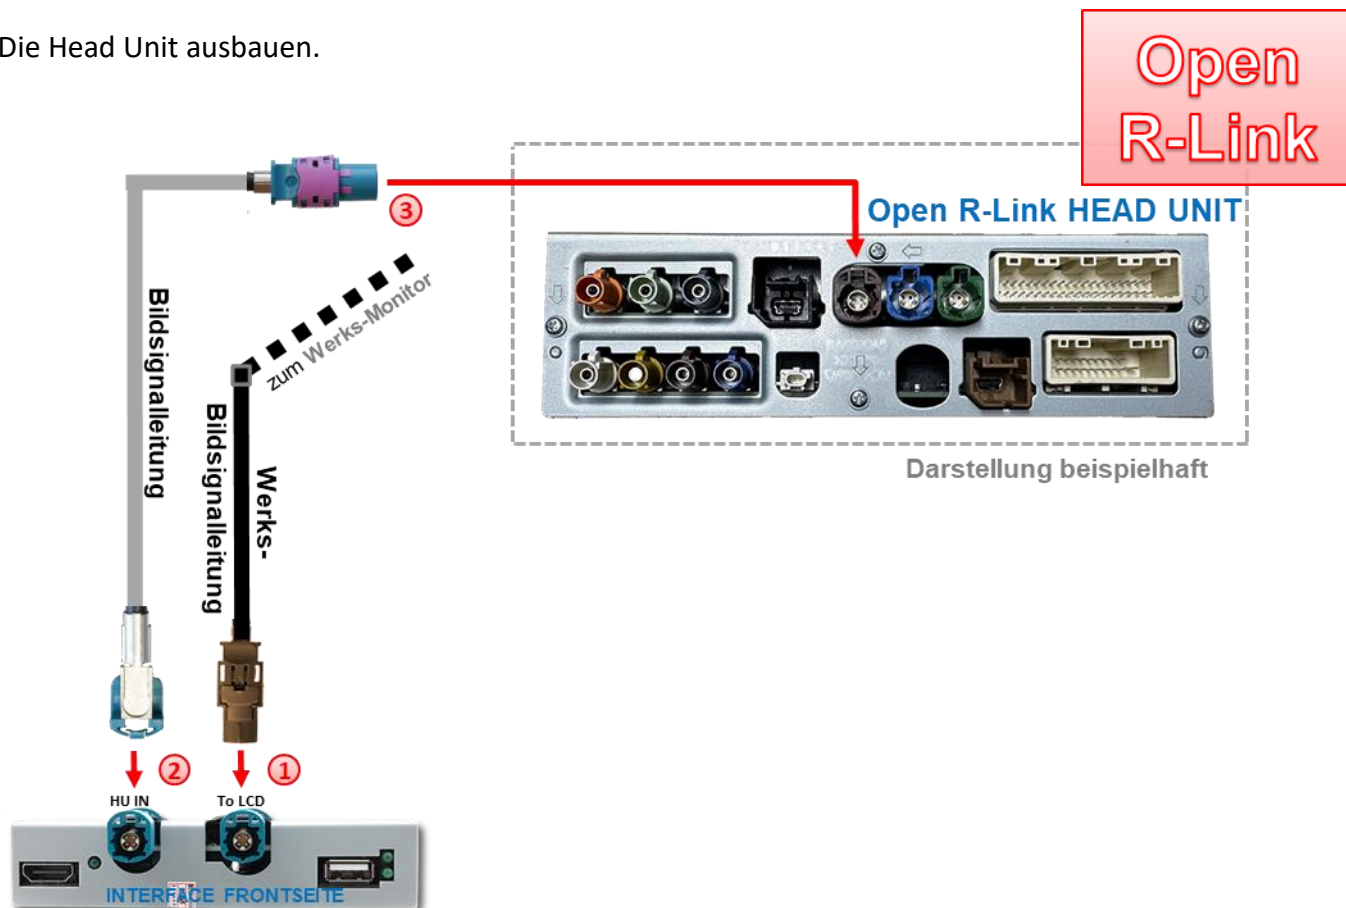 Die Head Unit ausbauen.
Open
R-Link
③
Open R-Link HEAD UNIT
zum Werks-Monitor
Bildsignalleitung
Werks-
Bildsignalleitung
Darstellung beispielhaft
②
①
HU IN
To LCD
INTERFACE FRONTSEITE